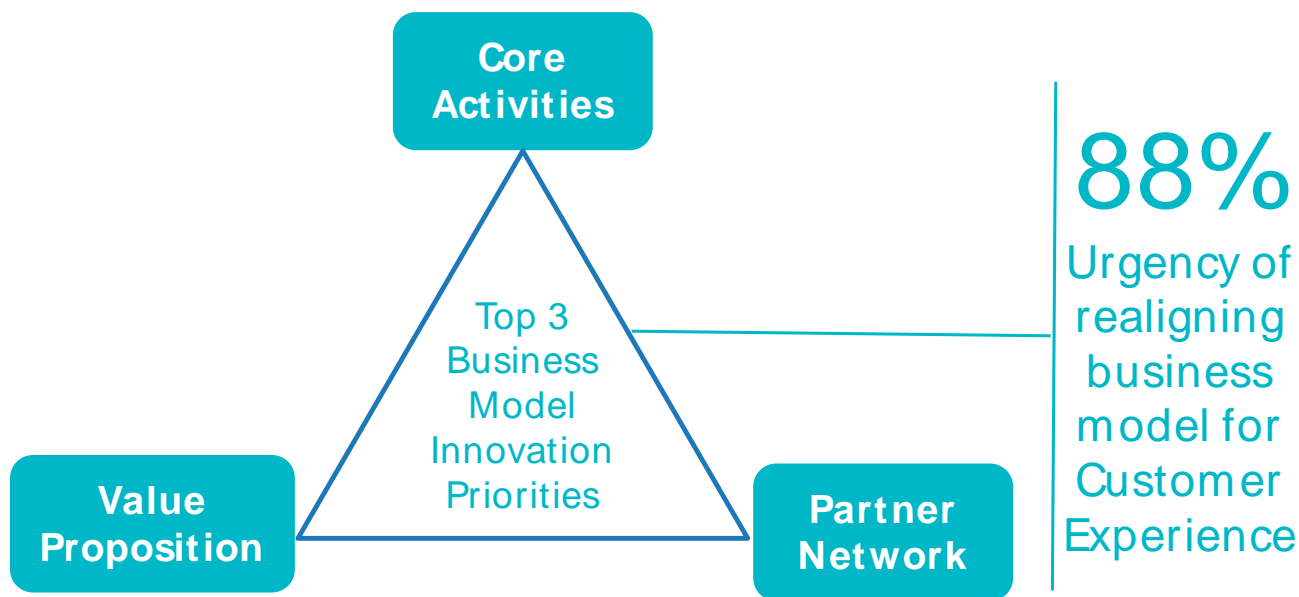 Core
Activities
Top 3
Business
Model
Innovation
Priorities
Value
Proposition
Partner
Network
88%
Urgency of
realigning
business
model for
Customer
Experience